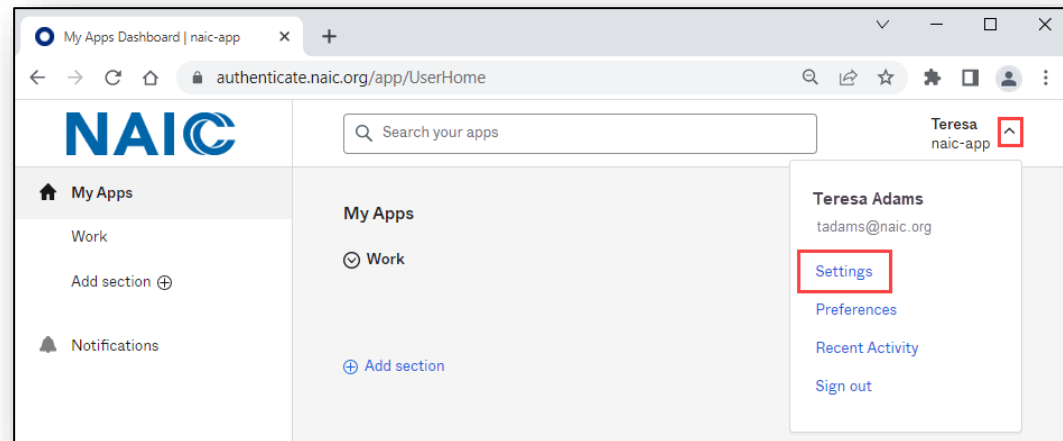 My Apps Dashboard | naic-app
authenticate.naic.org/app/UserHome
NAIC
Search your apps
Teresa
naic-app
My Apps
Work
Add section
Notifications
My Apps
Work
Add section
Teresa Adams
tadams@naic.org
Settings
Preferences
Recent Activity
Sign out